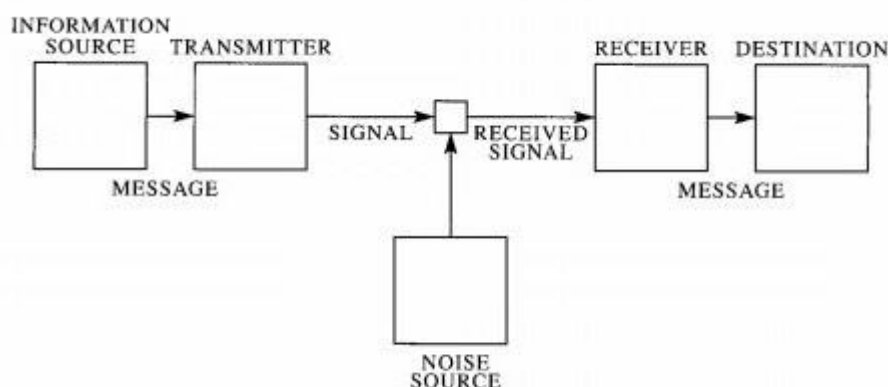 INFORMATION
SOURCE
TRANSMITTER
RECEIVER
DESTINATION
SIGNAL
RECEIVED
SIGNAL
MESSAGE
MESSAGE
NOISE
SOURCE